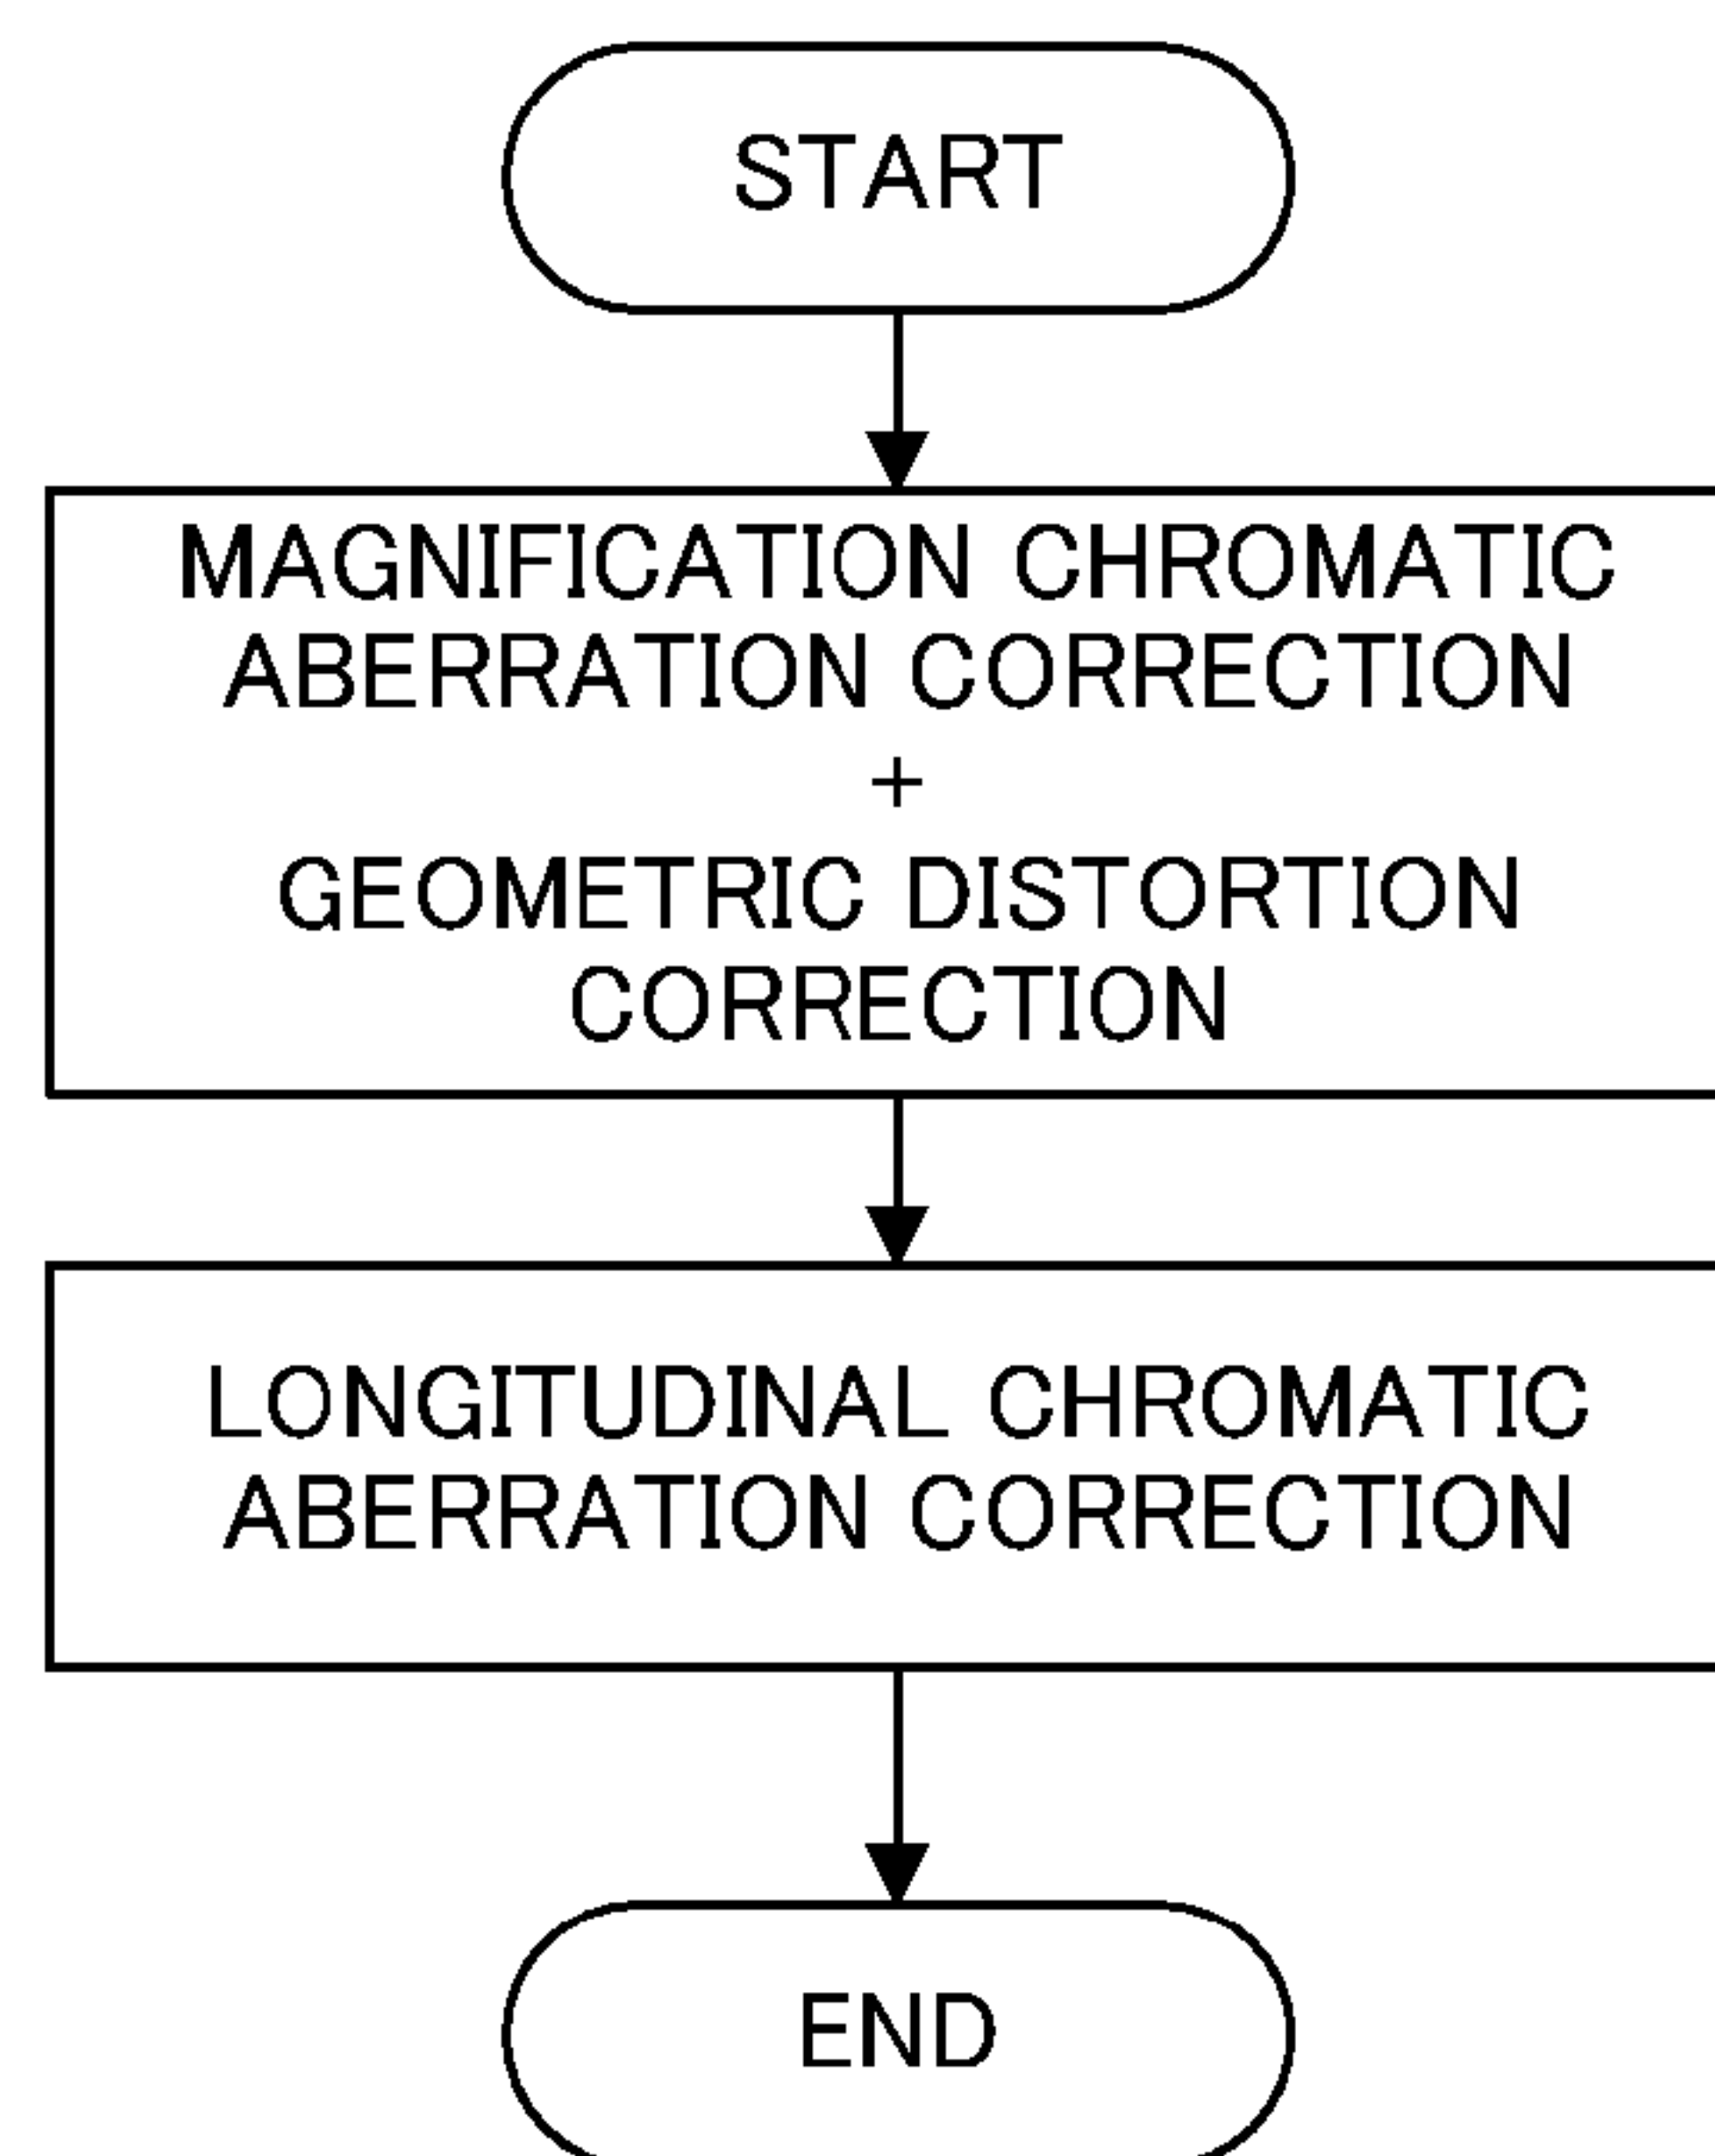 START
MAGNIFICATION CHROMATIC
ABERRATION CORRECTION
+
GEOMETRIC DISTORTION
CORRECTION
LONGITUDINAL CHROMATIC
ABERRATION CORRECTION
END